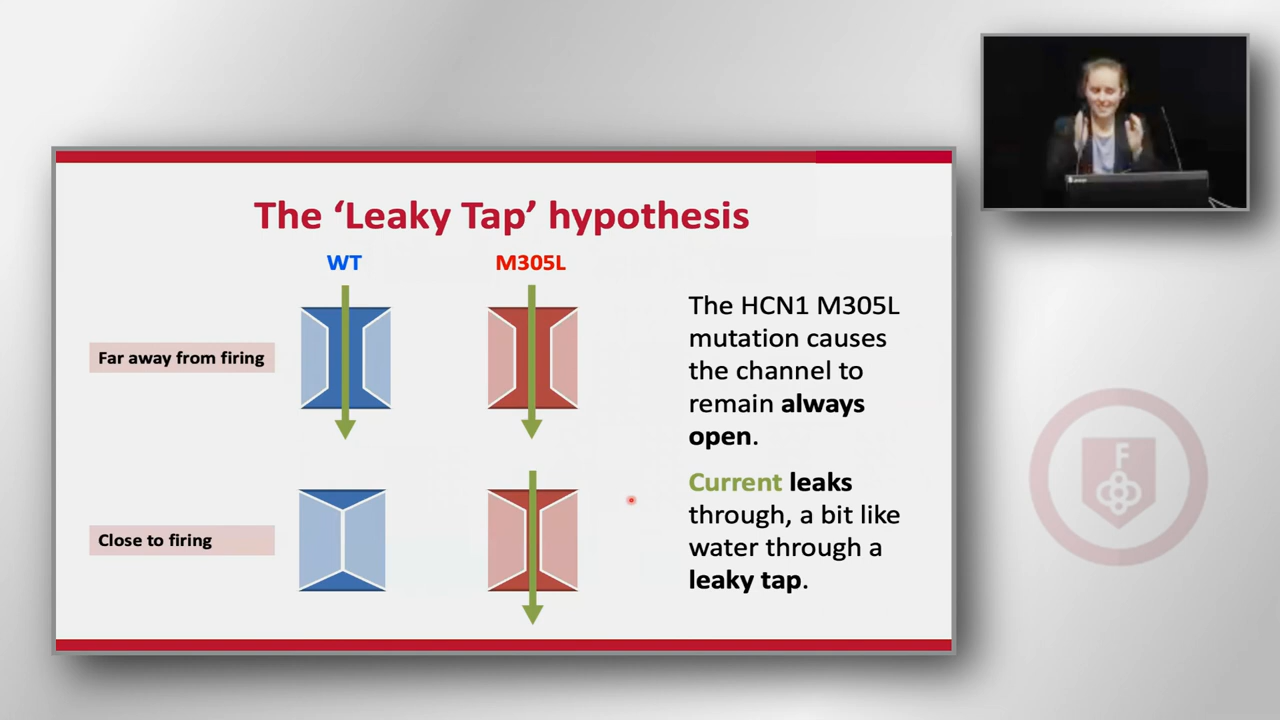 The ‘Leaky Tap’ hypothesis
WT
M305L
Far away from firing
Close to firing
The HCN1 M305L
mutation causes
the channel to
remain always
open.
Current leaks
through, a bit like
water through a
leaky tap.
F